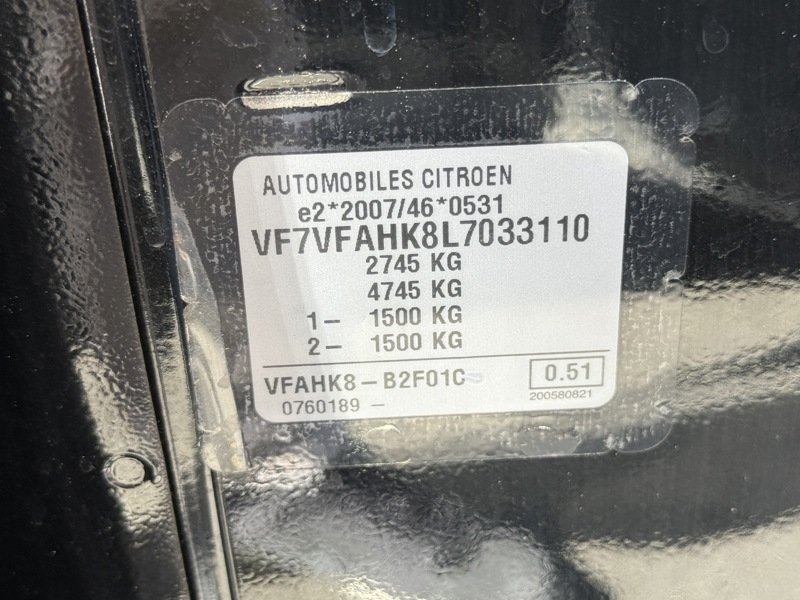 AUTOMOBILES CITROEN
e2*2007/46*0531
VF7VFAHK8L7033110
2745 KG
4745 KG
1- 1500 KG
2- 1500 KG
VFAHK8-B2F01C
0.51
0760189 -
200580821